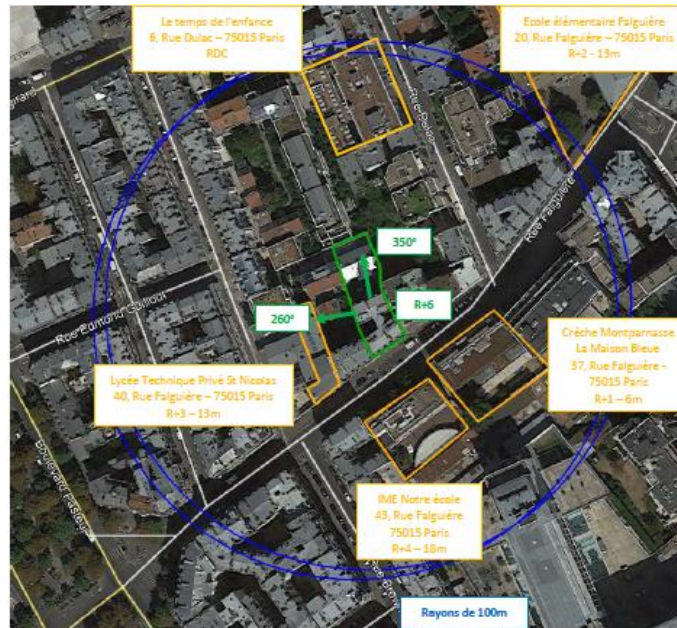 Le temps de l'enfance
6, Rue Dulac – 75015 Paris
RDC
Ecole élémentaire Falguière
20, Rue Falguière – 75015 Paris
R+2 - 13m
Rue Dulac
Rue Falguière
350°
R+6
260°
Rue Edmond Guillout
Crèche Montparnasse
La Maison Bleue
37, Rue Falguière -
75015 Paris
R+1 – 6m
Lycée Technique Privé St Nicolas
40, Rue Falguière – 75015 Paris
R+3 – 13m
Boulevard Pasteur
IME Notre école
43, Rue Falguière
75015 Paris
R+4 – 18m
Rayons de 100m